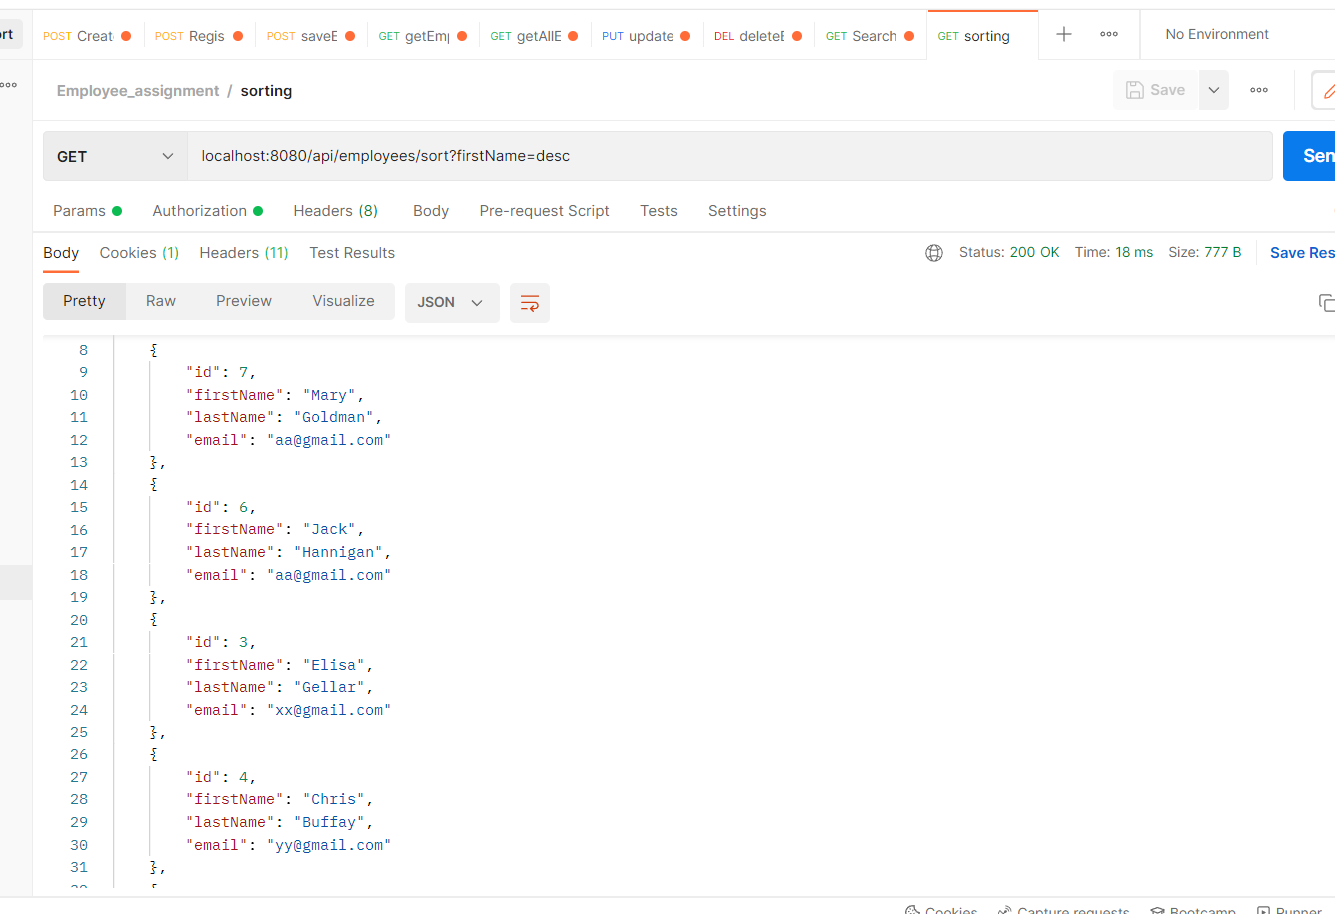 rt POST Creat POST Regis POST saveE GET getEmp GET getAllE PUT update DEL deleteE GET Search GET sorting No Environment
Employee_assignment / sorting Save
GET localhost:8080/api/employees/sort?firstName=desc Sen
Params Authorization Headers (8) Body Pre-request Script Tests Settings
Body Cookies (1) Headers (11) Test Results Status: 200 OK Time: 18 ms Size: 777 B Save Res
Pretty Raw Preview Visualize JSON
8 {
9 "id": 7,
10 "firstName": "Mary",
11 "lastName": "Goldman",
12 "email": "aa@gmail.com"
13 },
14 {
15 "id": 6,
16 "firstName": "Jack",
17 "lastName": "Hannigan",
18 "email": "aa@gmail.com"
19 },
20 {
21 "id": 3,
22 "firstName": "Elisa",
23 "lastName": "Gellar",
24 "email": "xx@gmail.com"
25 },
26 {
27 "id": 4,
28 "firstName": "Chris",
29 "lastName": "Buffay",
30 "email": "yy@gmail.com"
31 },
Cookies Capture requests Bootcamp Runner